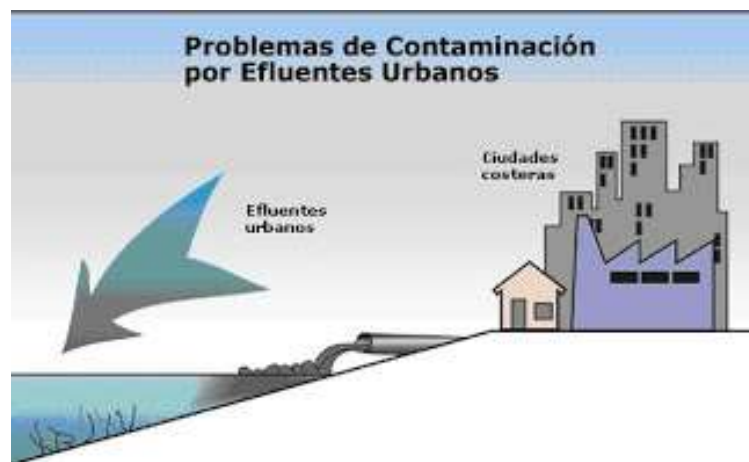 Problemas de Contaminación
por Efluentes Urbanos
Ciudades
costeras
Efluentes
urbanos